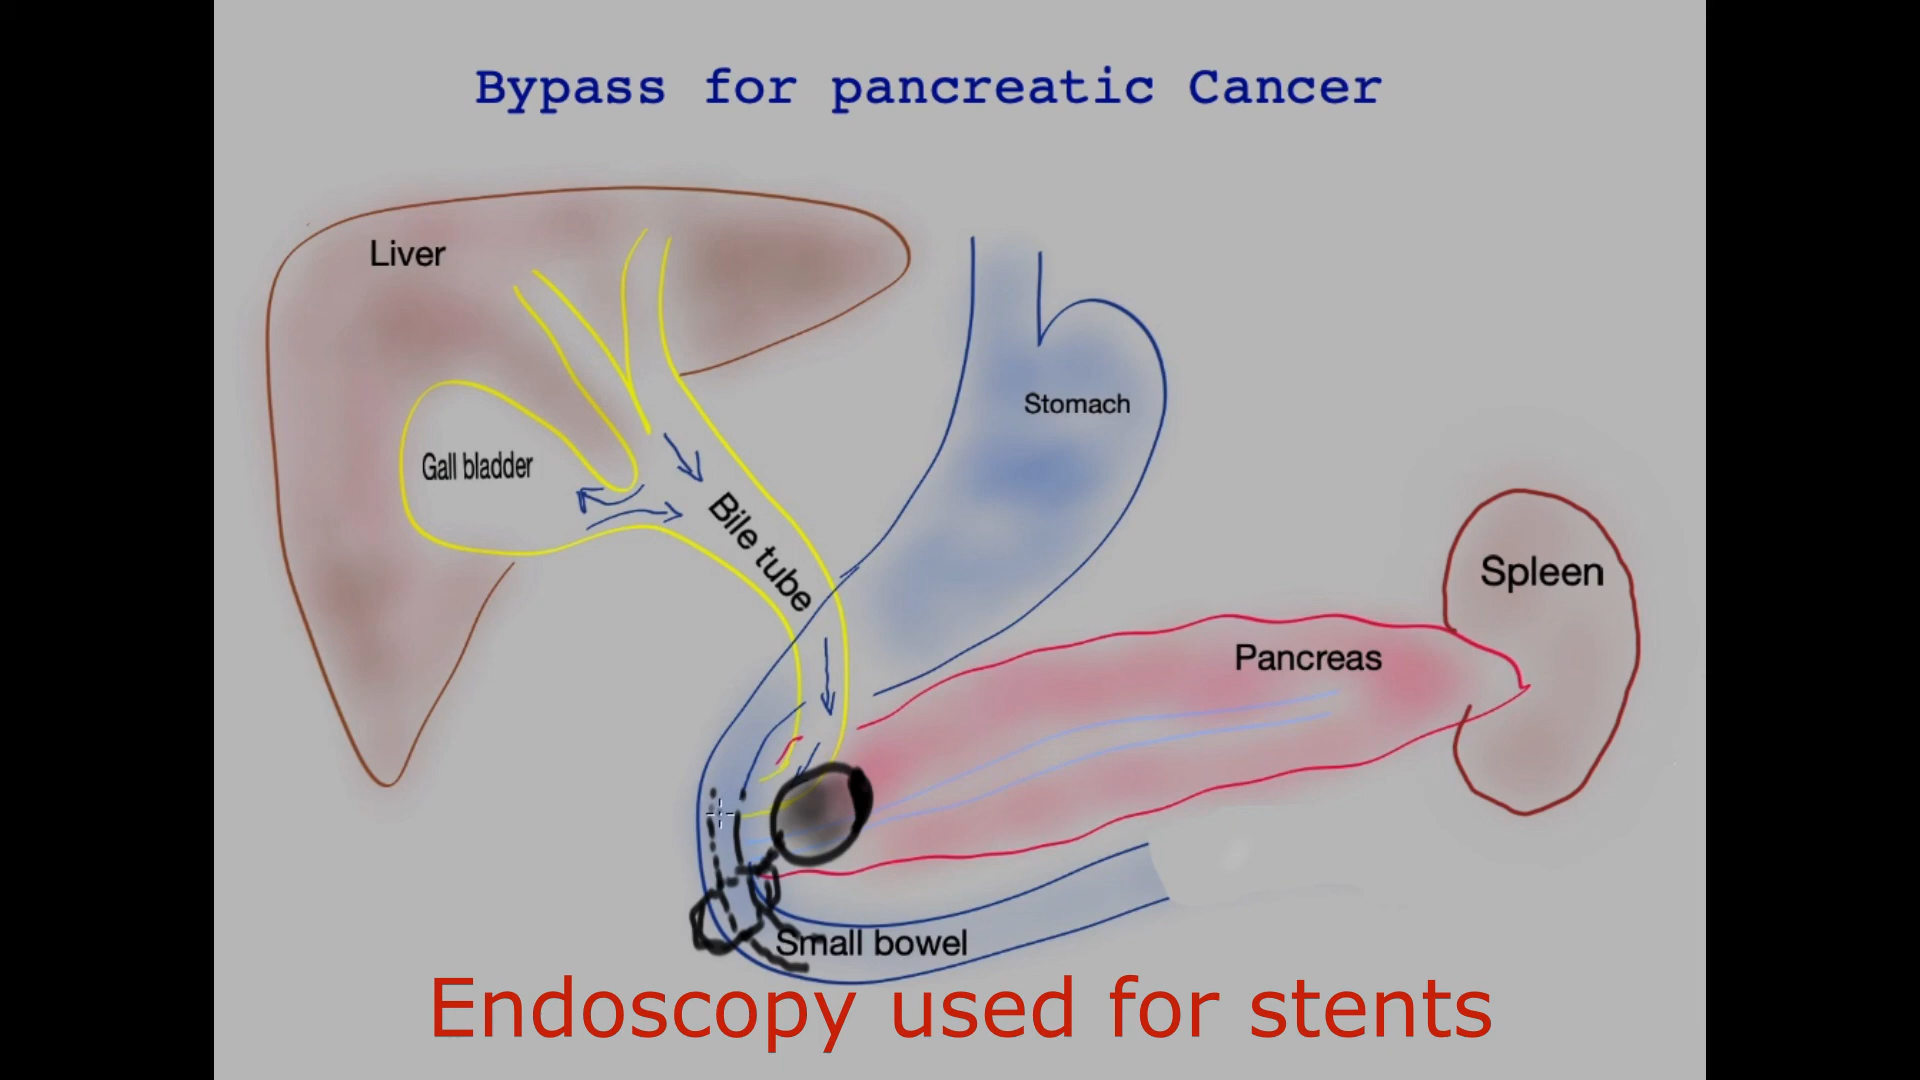 Bypass for pancreatic Cancer
Liver
Stomach
Gall bladder
Bile tube
Spleen
Pancreas
Small bowel
Endoscopy used for stents